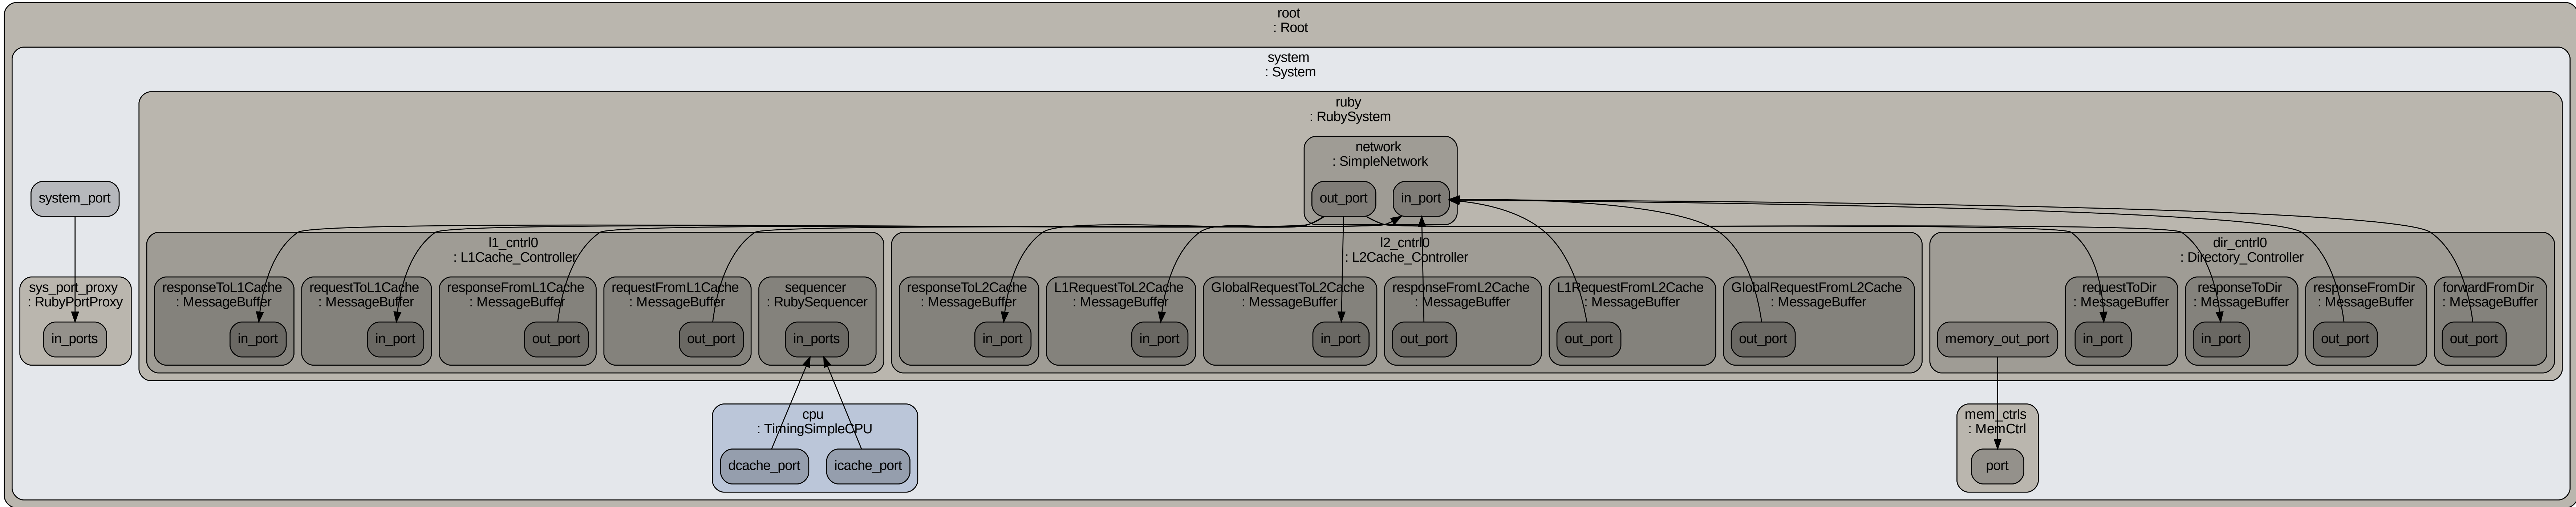 root
: Root
system
: System
ruby
: RubySystem
network
: SimpleNetwork
system_port
out_port
in_port
l1_cntrl0
: L1Cache_Controller
l2_cntrl0
: L2Cache_Controller
dir_cntrl0
: Directory_Controller
sys_port_proxy
: RubyPortProxy
in_ports
responseToL1Cache
: MessageBuffer
in_port
requestToL1Cache
: MessageBuffer
in_port
responseFromL1Cache
: MessageBuffer
out_port
requestFromL1Cache
: MessageBuffer
out_port
sequencer
: RubySequencer
in_ports
responseToL2Cache
: MessageBuffer
in_port
L1RequestToL2Cache
: MessageBuffer
in_port
GlobalRequestToL2Cache
: MessageBuffer
in_port
responseFromL2Cache
: MessageBuffer
out_port
L1RequestFromL2Cache
: MessageBuffer
out_port
GlobalRequestFromL2Cache
: MessageBuffer
out_port
memory_out_port
requestToDir
: MessageBuffer
in_port
responseToDir
: MessageBuffer
in_port
responseFromDir
: MessageBuffer
out_port
forwardFromDir
: MessageBuffer
out_port
cpu
: TimingSimpleCPU
dcache_port
icache_port
mem_ctrls
: MemCtrl
port